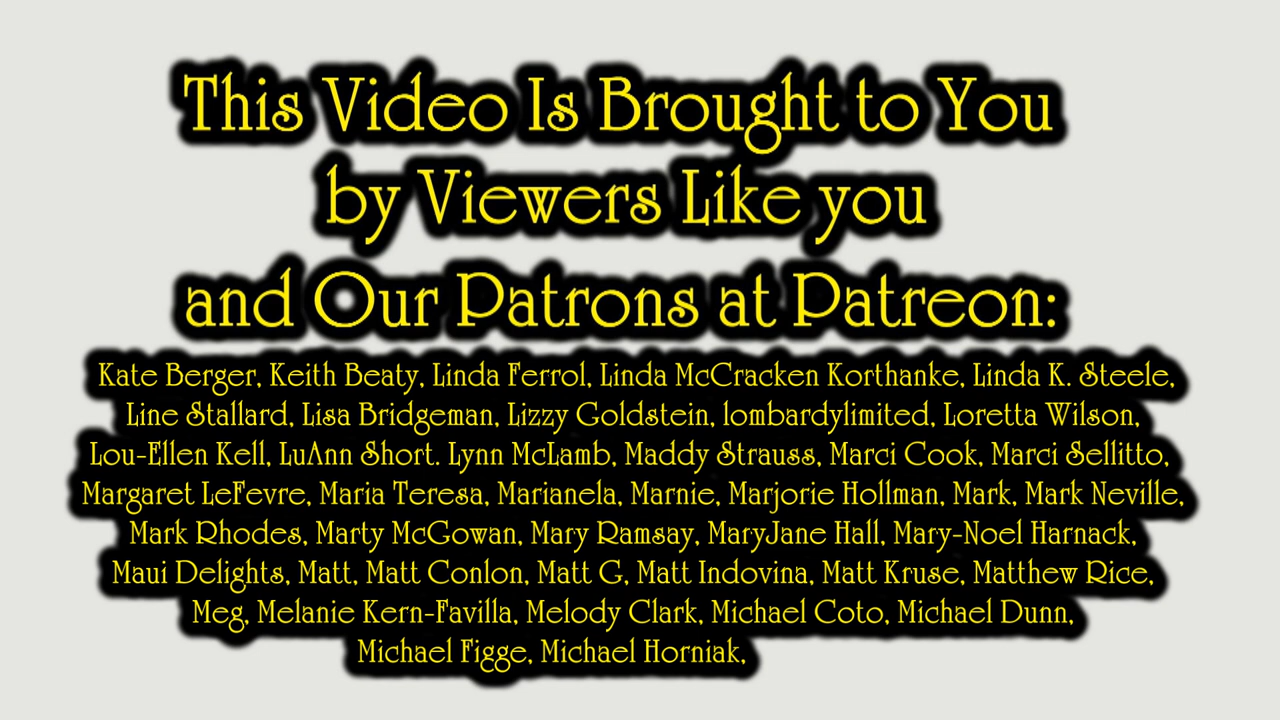 This Video Is Brought to You
by Viewers Like you
and Our Patrons at Patreon:
Kate Berger, Keith Beaty, Linda Ferrol, Linda McCracken Korthanke, Linda K. Steele,
Line Stallard, Lisa Bridgeman, Lizzy Goldstein, lombardylimited, Loretta Wilson,
Lou-Ellen Kell, LuAnn Short. Lynn McLamb, Maddy Strauss, Marci Cook, Marci Sellitto,
Margaret LeFevre, Maria Teresa, Marianela, Marnie, Marjorie Hollman, Mark, Mark Neville,
Mark Rhodes, Marty McGowan, Mary Ramsay, MaryJane Hall, Mary-Noel Harnack,
Maui Delights, Matt, Matt Conlon, Matt G, Matt Indovina, Matt Kruse, Matthew Rice,
Meg, Melanie Kern-Favilla, Melody Clark, Michael Coto, Michael Dunn,
Michael Figge, Michael Horniak,